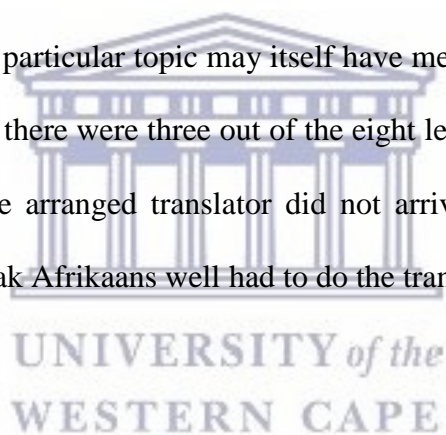 particular topic may itself have me
there were three out of the eight le
arranged translator did not arriv
Afrikaans well had to do the tran
UNIVERSITY of the
WESTERN CAPE